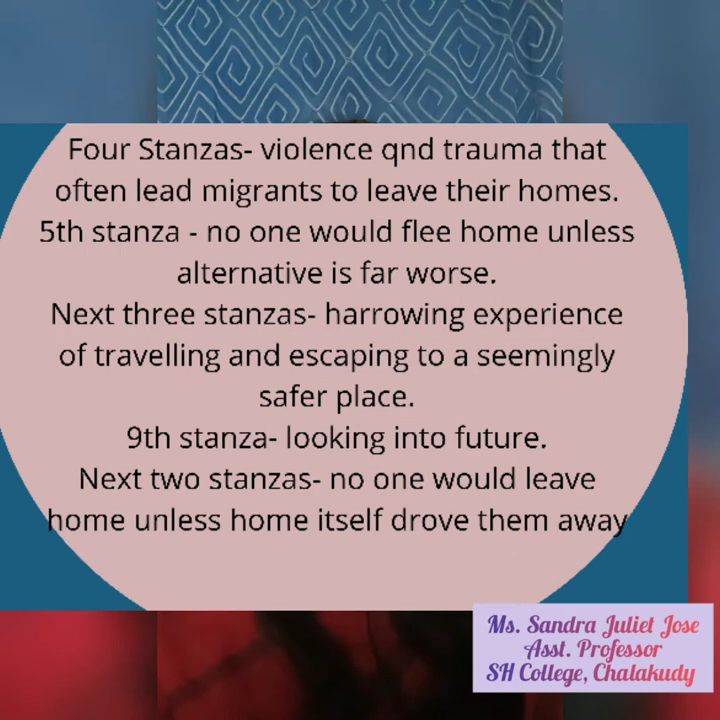 Four Stanzas- violence qnd trauma that
often lead migrants to leave their homes.
5th stanza - no one would flee home unless
alternative is far worse.
Next three stanzas- harrowing experience
of travelling and escaping to a seemingly
safer place.
9th stanza- looking into future.
Next two stanzas- no one would leave
home unless home itself drove them away
Ms. Sandra Juliet Jose
Asst. Professor
SH College, Chalakudy